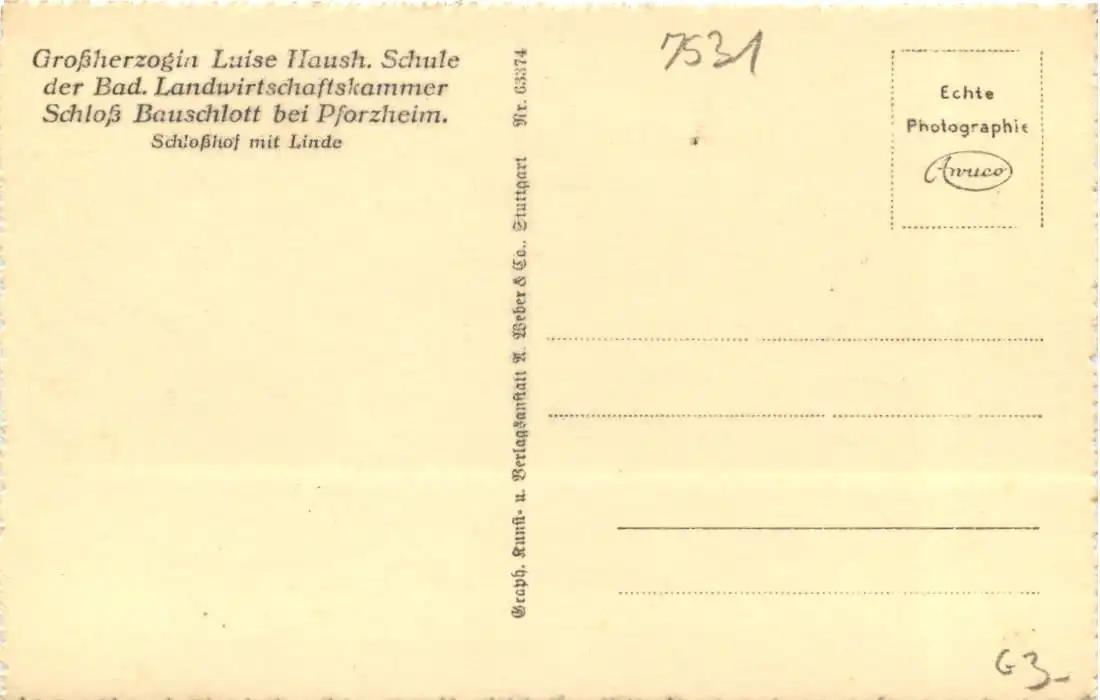 Großherzogin Luise Haush. Schule
der Bad. Landwirtschaftskammer
Schloß Bauschlott bei Pforzheim.
Schloßhof mit Linde
Graph. Kunst- u. Verlagsanstalt A. Weber & Co., Stuttgart Nr. 63374
7531
Echte
Photographie
Awuco
G 3-